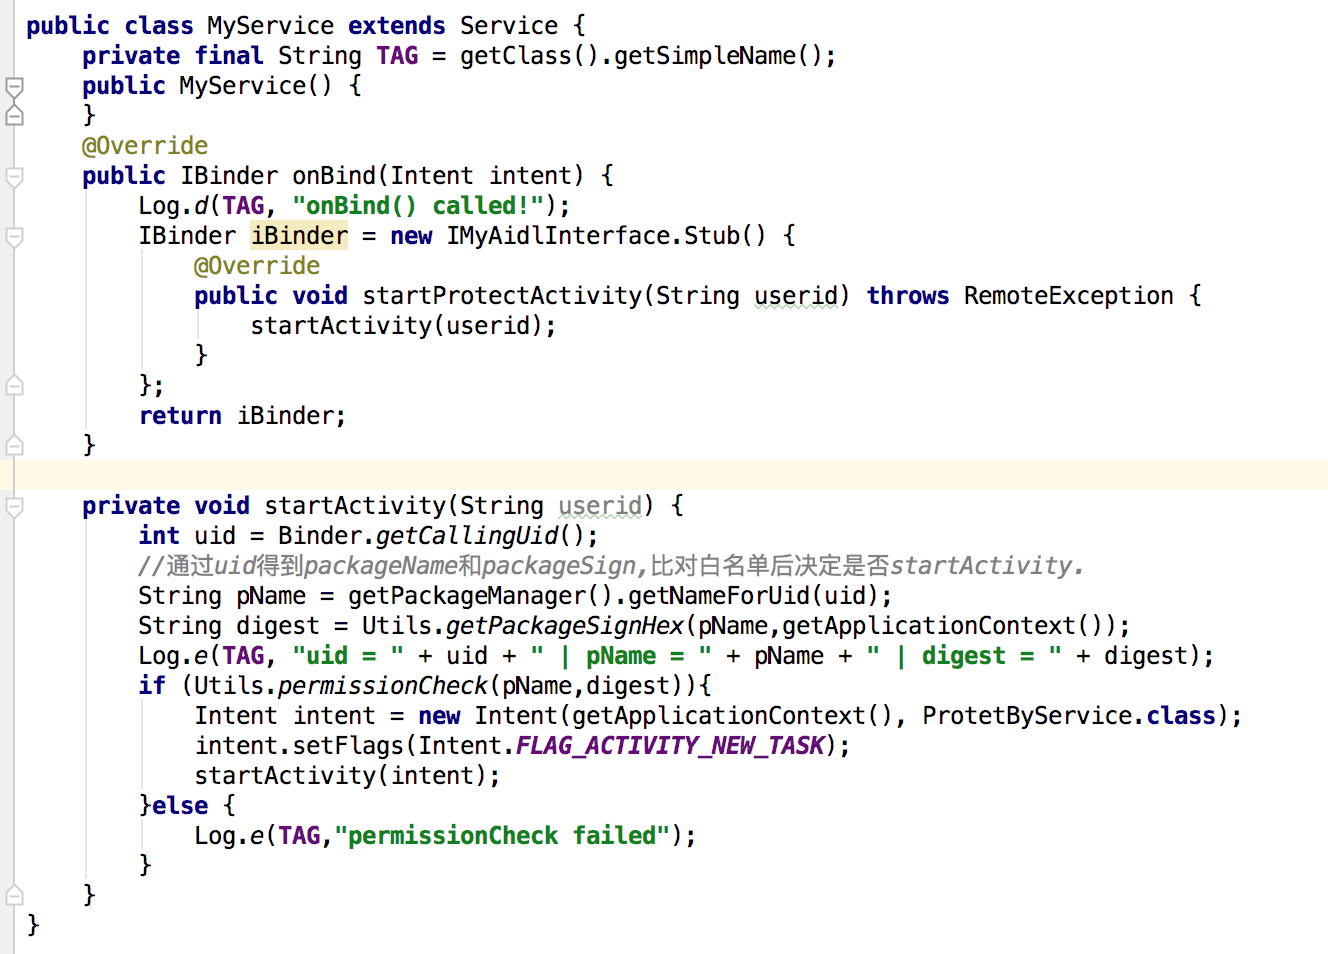 public class MyService extends Service {
    private final String TAG = getClass().getSimpleName();
    public MyService() {
    }
    @Override
    public IBinder onBind(Intent intent) {
        Log.d(TAG, "onBind() called!");
        IBinder iBinder = new IMyAidlInterface.Stub() {
            @Override
            public void startProtectActivity(String userid) throws RemoteException {
                startActivity(userid);
            }
        };
        return iBinder;
    }

    private void startActivity(String userid) {
        int uid = Binder.getCallingUid();
        //通过uid得到packageName和packageSign,比对白名单后决定是否startActivity.
        String pName = getPackageManager().getNameForUid(uid);
        String digest = Utils.getPackageSignHex(pName,getApplicationContext());
        Log.e(TAG, "uid = " + uid + " | pName = " + pName + " | digest = " + digest);
        if (Utils.permissionCheck(pName,digest)){
            Intent intent = new Intent(getApplicationContext(), ProtetByService.class);
            intent.setFlags(Intent.FLAG_ACTIVITY_NEW_TASK);
            startActivity(intent);
        }else {
            Log.e(TAG,"permissionCheck failed");
        }
    }
}